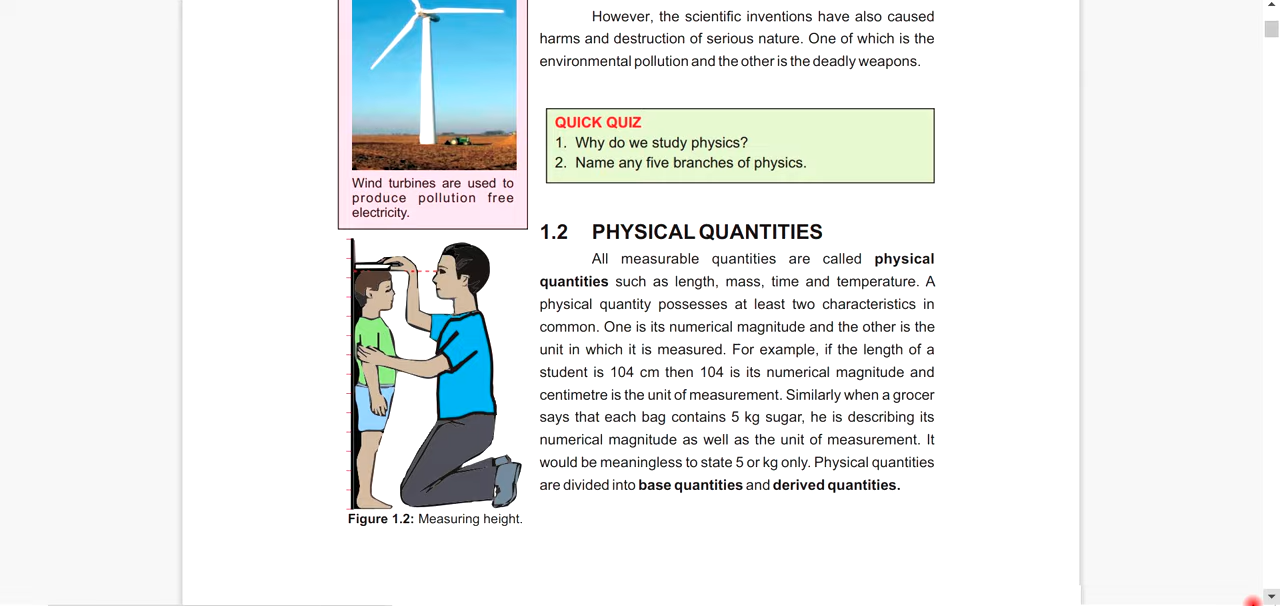 However, the scientific inventions have also caused
harms and destruction of serious nature. One of which is the
environmental pollution and the other is the deadly weapons.
QUICK QUIZ
1. Why do we study physics?
2. Name any five branches of physics.
Wind turbines are used to
produce pollution free
electricity.
1.2 PHYSICAL QUANTITIES
All measurable quantities are called physical
quantities such as length, mass, time and temperature. A
physical quantity possesses at least two characteristics in
common. One is its numerical magnitude and the other is the
unit in which it is measured. For example, if the length of a
student is 104 cm then 104 is its numerical magnitude and
centimetre is the unit of measurement. Similarly when a grocer
says that each bag contains 5 kg sugar, he is describing its
numerical magnitude as well as the unit of measurement. It
would be meaningless to state 5 or kg only. Physical quantities
are divided into base quantities and derived quantities.
Figure 1.2: Measuring height.